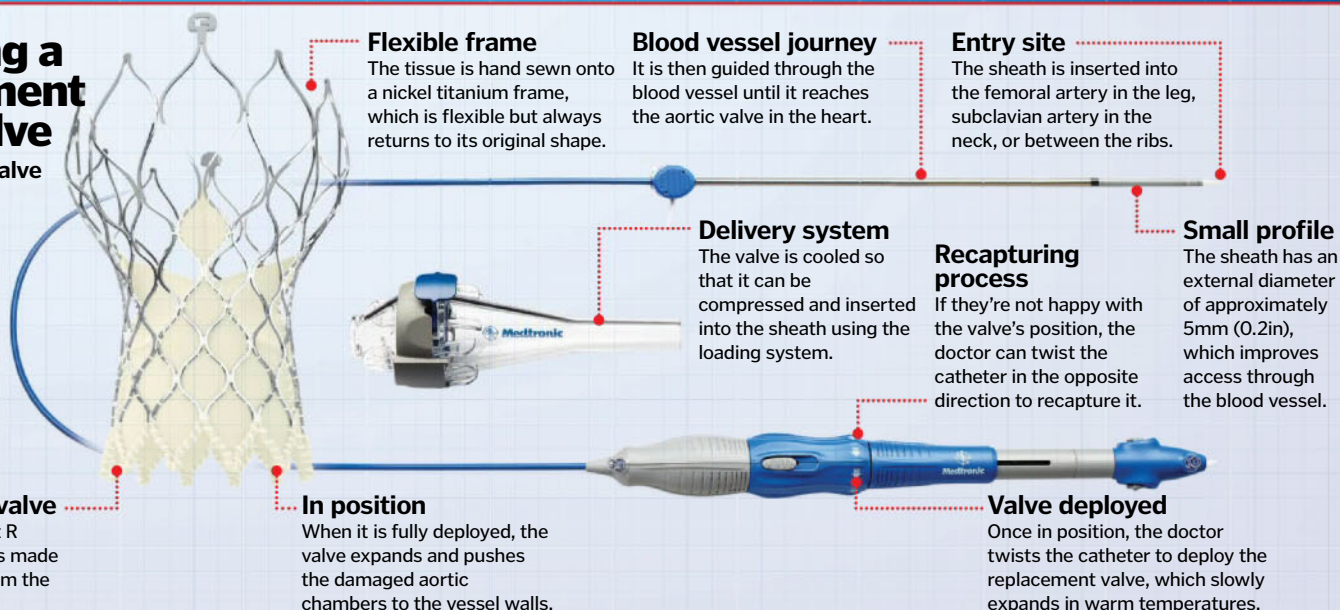 g a
ment
lve
alve
Flexible frame
The tissue is hand sewn onto
a nickel titanium frame,
which is flexible but always
returns to its original shape.
Blood vessel journey
It is then guided through the
blood vessel until it reaches
the aortic valve in the heart.
Entry site
The sheath is inserted into
the femoral artery in the leg,
subclavian artery in the
neck, or between the ribs.
Delivery system
The valve is cooled so
that it can be
compressed and inserted
into the sheath using the
loading system.
Recapturing
process
If they're not happy with
the valve's position, the
doctor can twist the
catheter in the opposite
direction to recapture it.
Small profile
The sheath has an
external diameter
of approximately
5mm (0.2in),
which improves
access through
the blood vessel.
Medtronic
Medtronic
valve
t R
s made
m the
In position
When it is fully deployed, the
valve expands and pushes
the damaged aortic
chambers to the vessel walls.
Valve deployed
Once in position, the doctor
twists the catheter to deploy the
replacement valve, which slowly
expands in warm temperatures.